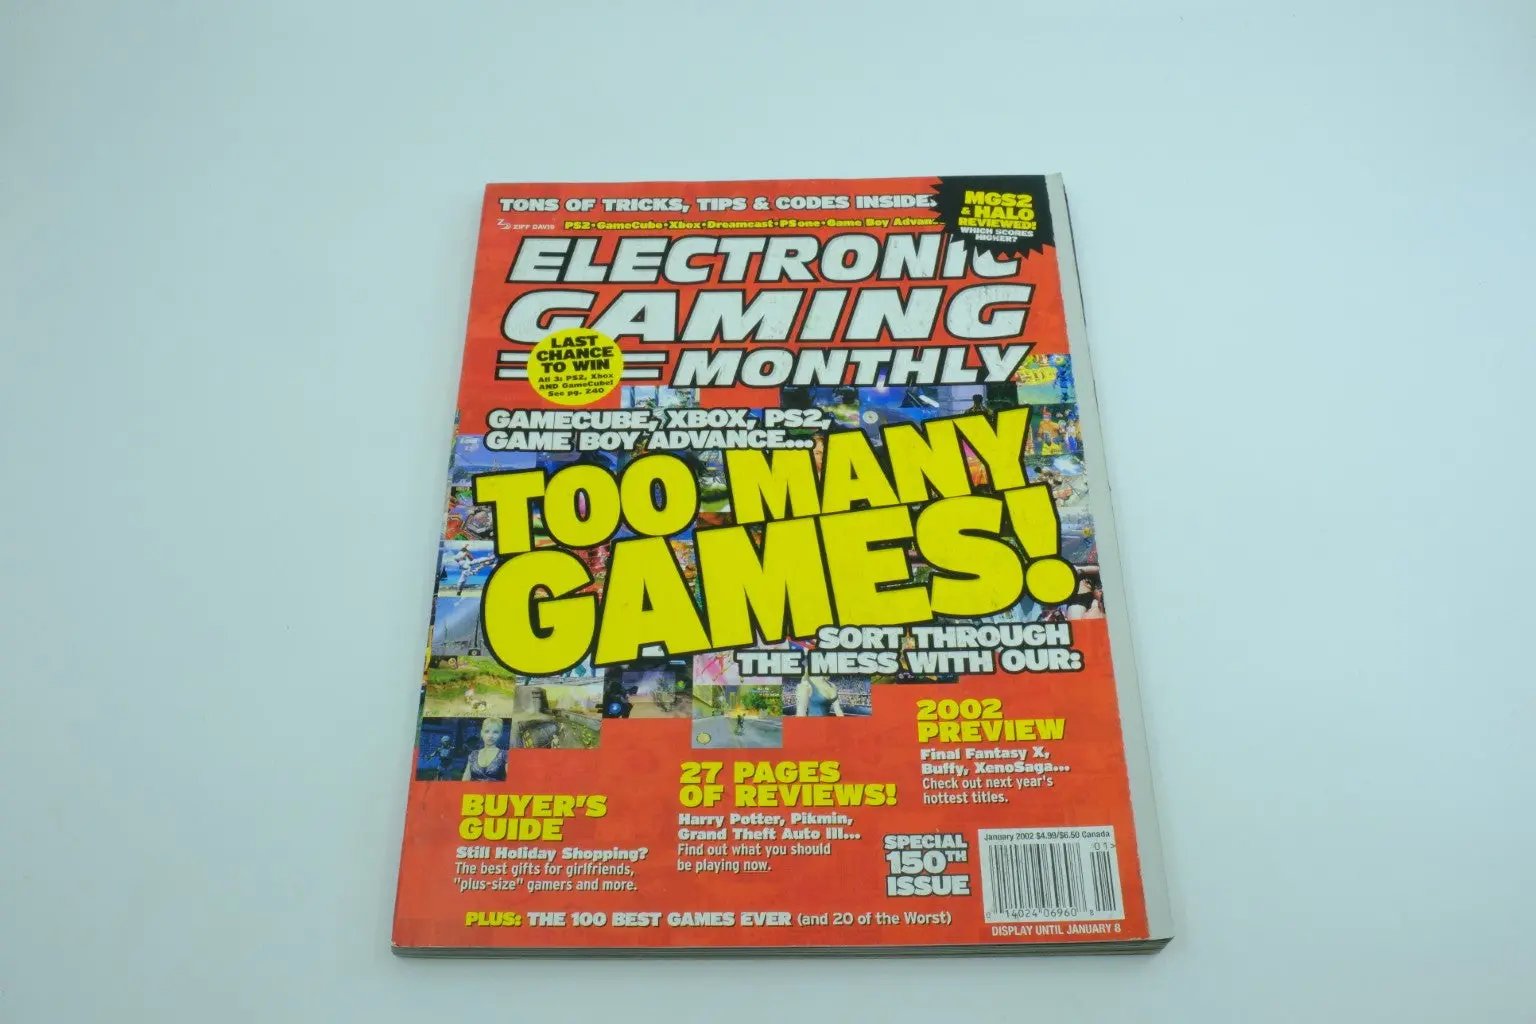 TONS OF TRICKS, TIPS & CODES INSIDE
ZIFF DAVIS
PS2 • GameCube • Xbox • Dreamcast • PS one • Game Boy Advan
MGS2
& HALO
REVIEWED!
WHICH SCORES
HIGHER?
ELECTRONIC
GAMING
MONTHLY
LAST
CHANCE
TO WIN
All 3: PS2, Xbox
AND GameCube!
See pg. 240
GAMECUBE, XBOX, PS2,
GAME BOY ADVANCE...
TOO MANY
GAMES!
SORT THROUGH
THE MESS WITH OUR:
2002
PREVIEW
Final Fantasy X,
Buffy, XenoSaga...
Check out next year's
hottest titles.
27 PAGES
OF REVIEWS!
Harry Potter, Pikmin,
Grand Theft Auto III...
Find out what you should
be playing now.
BUYER'S
GUIDE
Still Holiday Shopping?
The best gifts for girlfriends,
"plus-size" gamers and more.
SPECIAL
150TH
ISSUE
January 2002 $4.99/$6.50 Canada
01>
0 14024 06960 8
DISPLAY UNTIL JANUARY 8
PLUS: THE 100 BEST GAMES EVER (and 20 of the Worst)